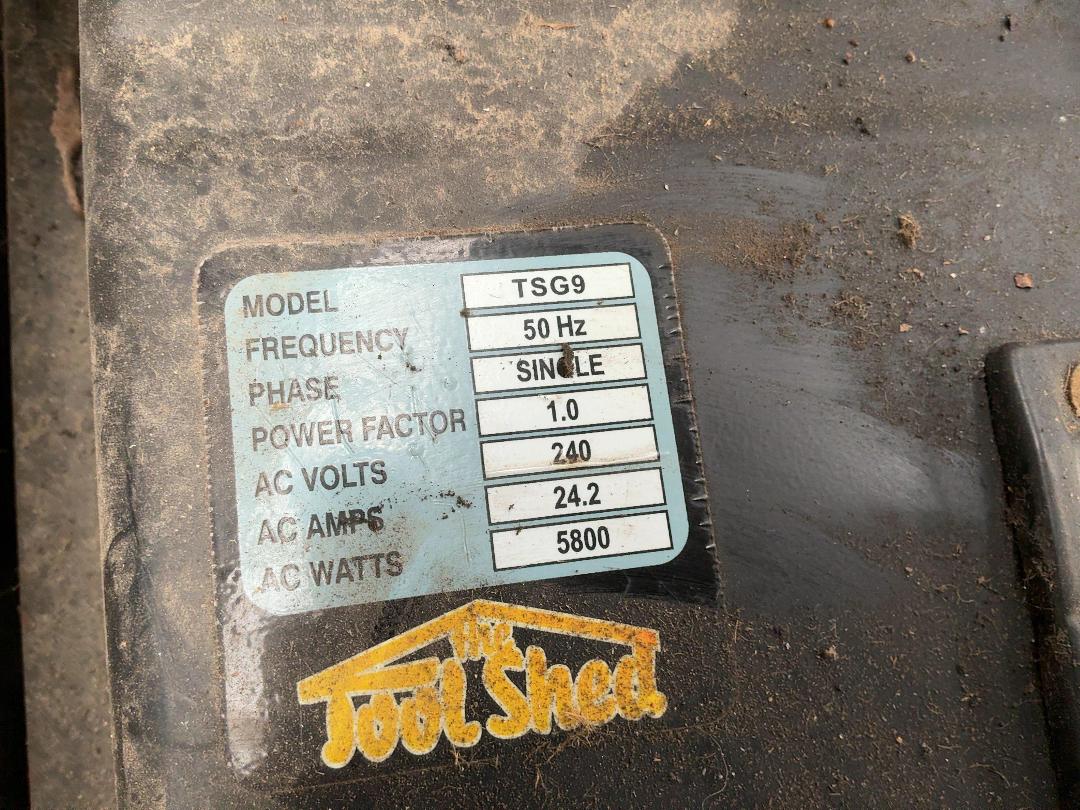 MODEL TSG9
FREQUENCY 50 Hz
PHASE SINGLE
POWER FACTOR 1.0
AC VOLTS 240
AC AMPS 24.2
AC WATTS 5800
The
Tool Shed